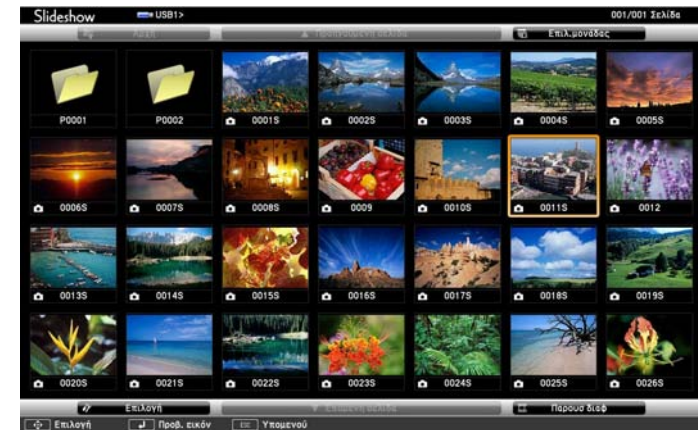 Slideshow USB1> 001/001 Σελίδα
Αρχή ▲ Προηγούμενη σελίδα Επιλ.μονάδας
P0001 P0002 0001S 0002S 0003S 0004S 0005S
0006S 0007S 0008S 0009 0010S 0011S 0012
0013S 0014S 0015S 0016S 0017S 0018S 0019S
0020S 0021S 0022S 0023S 0024S 0025S 0026S
Επιλογή ▼ Επόμενη σελίδα Παρουσ διαφ
Επιλογή Προβ. εικόν Esc Υπομενού